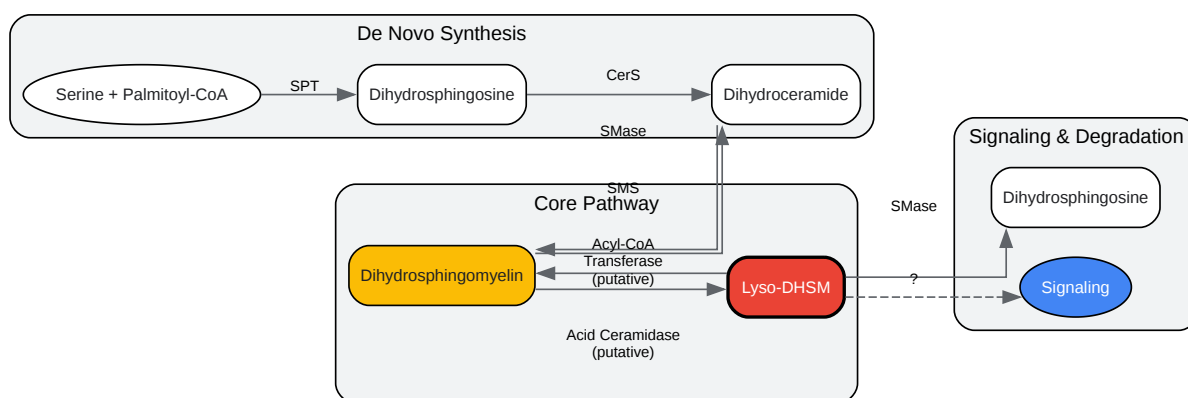 De Novo Synthesis
Serine + Palmitoyl-CoA
SPT
Dihydrosphingosine
CerS
Dihydroceramide
SMase
SMS
Core Pathway
Dihydrosphingomyelin
Acyl-CoA
Transferase
(putative)
Lyso-DHSM
Acid Ceramidase
(putative)
Signaling & Degradation
SMase
Dihydrosphingosine
?
Signaling